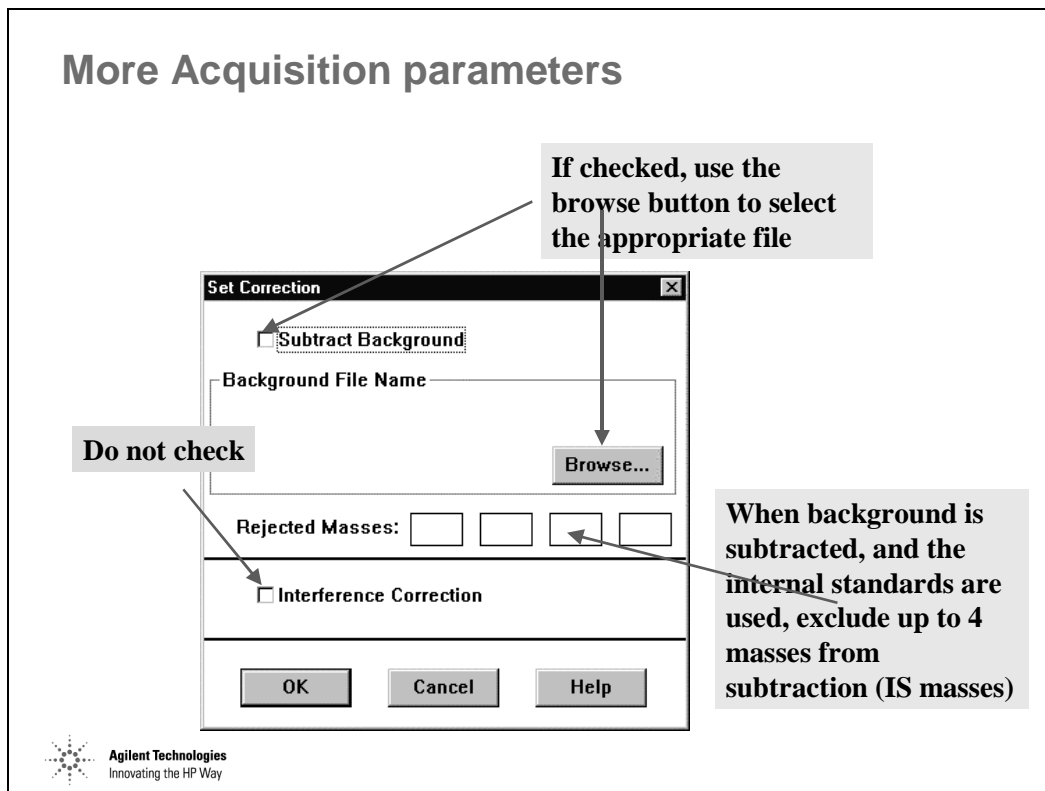 More Acquisition parameters
If checked, use the
browse button to select
the appropriate file
Set Correction
Subtract Background
Background File Name
Do not check
Browse...
Rejected Masses:
When background is
subtracted, and the
internal standards are
used, exclude up to 4
masses from
subtraction (IS masses)
Interference Correction
OK
Cancel
Help
Agilent Technologies
Innovating the HP Way